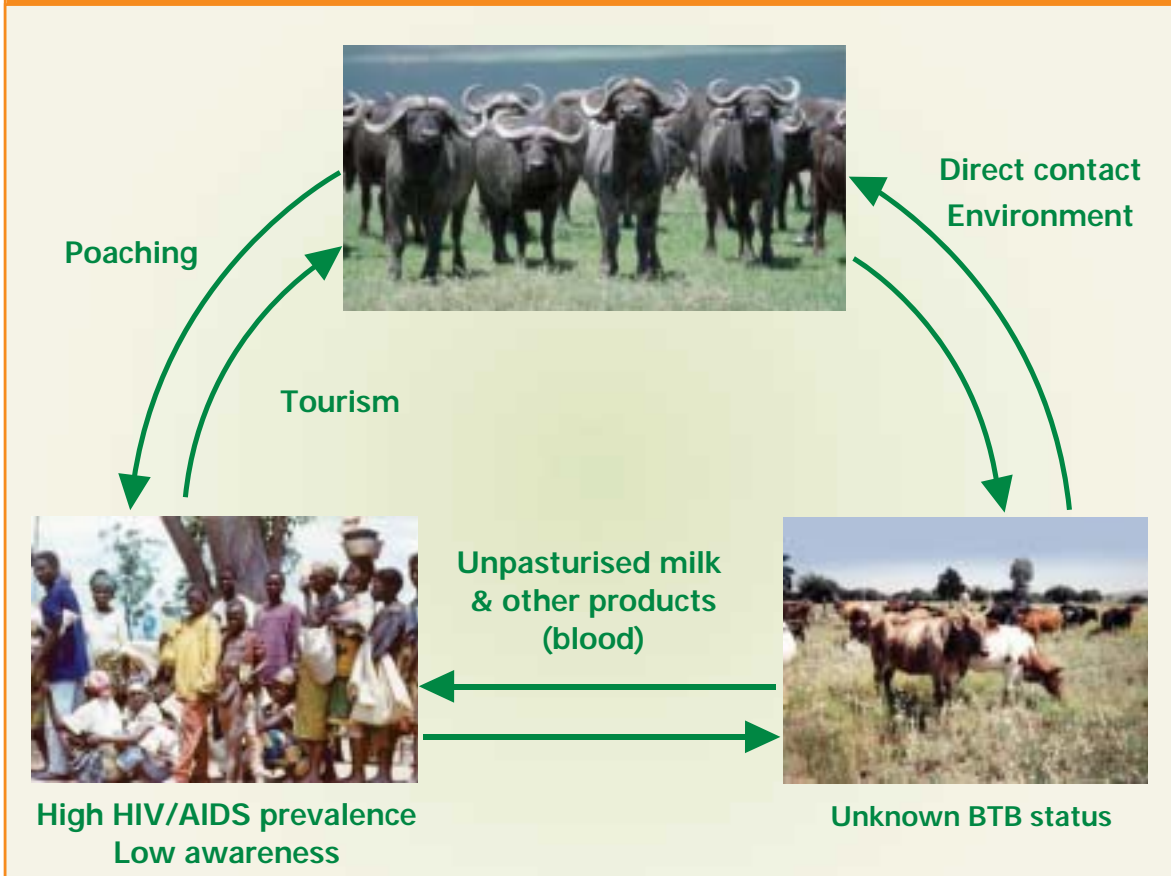 Direct contact
Environment
Poaching
Tourism
Unpasturised milk
& other products
(blood)
High HIV/AIDS prevalence
Low awareness
Unknown BTB status